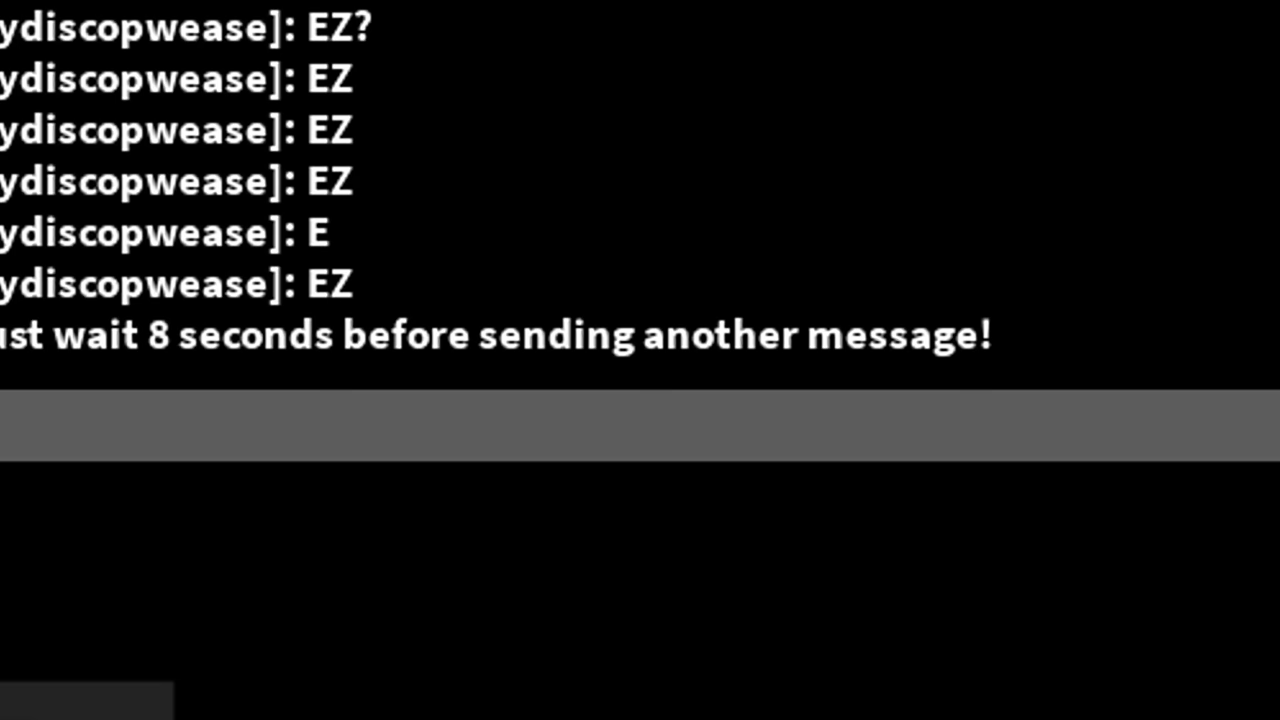 ydiscopwease]: EZ?
ydiscopwease]: EZ
ydiscopwease]: EZ
ydiscopwease]: EZ
ydiscopwease]: E
ydiscopwease]: EZ
ust wait 8 seconds before sending another message!